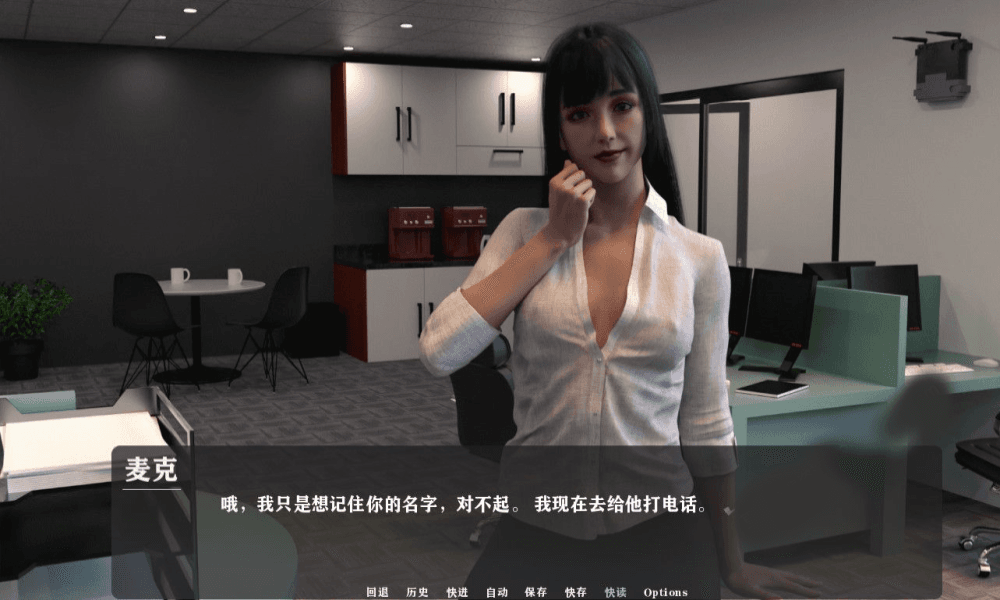 麦克
哦，我只是想记住你的名字，对不起。 我现在去给他打电话。
回退 历史 快进 自动 保存 快存 快读 Options